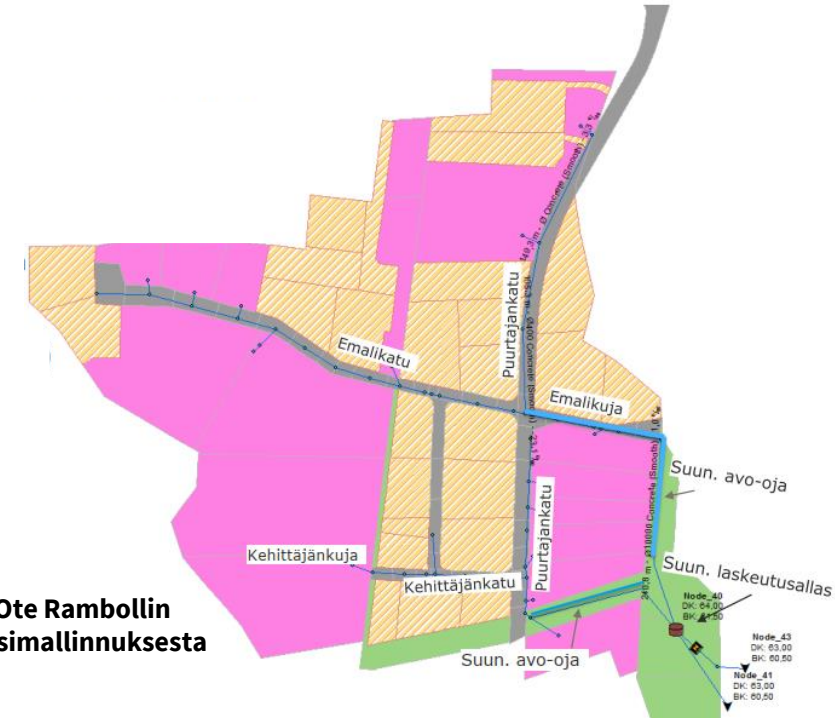 Puurtajankatu
Emalikatu
Emalikuja
Suun. avo-oja
Suun. laskeutusallas
Kehittäjänkuja
Kehittäjänkatu
Puurtajankatu
Suun. avo-oja
Ote Rambollin
simallinnuksesta
Node_40
DK: 64,00
Node_43
DK: 63,00
BK: 60,50
Node_41
DK: 63,00
BK: 60,50